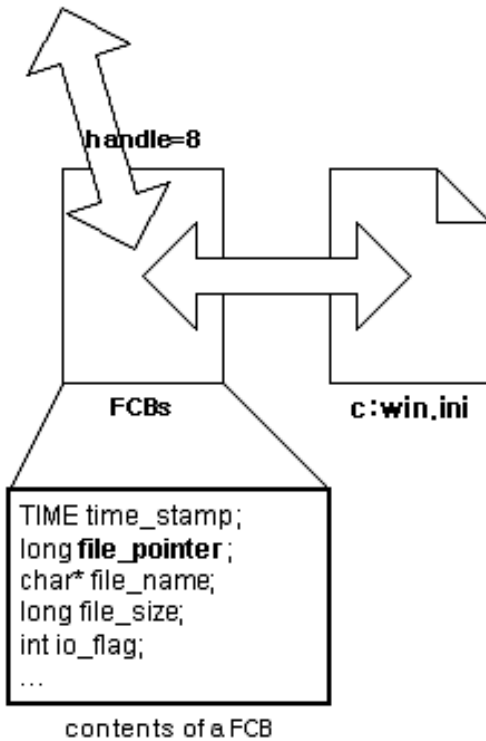 handle=8
FCBs
c:win.ini
TIME time_stamp;
long file_pointer;
char* file_name;
long file_size;
int io_flag;
...
contents of a FCB